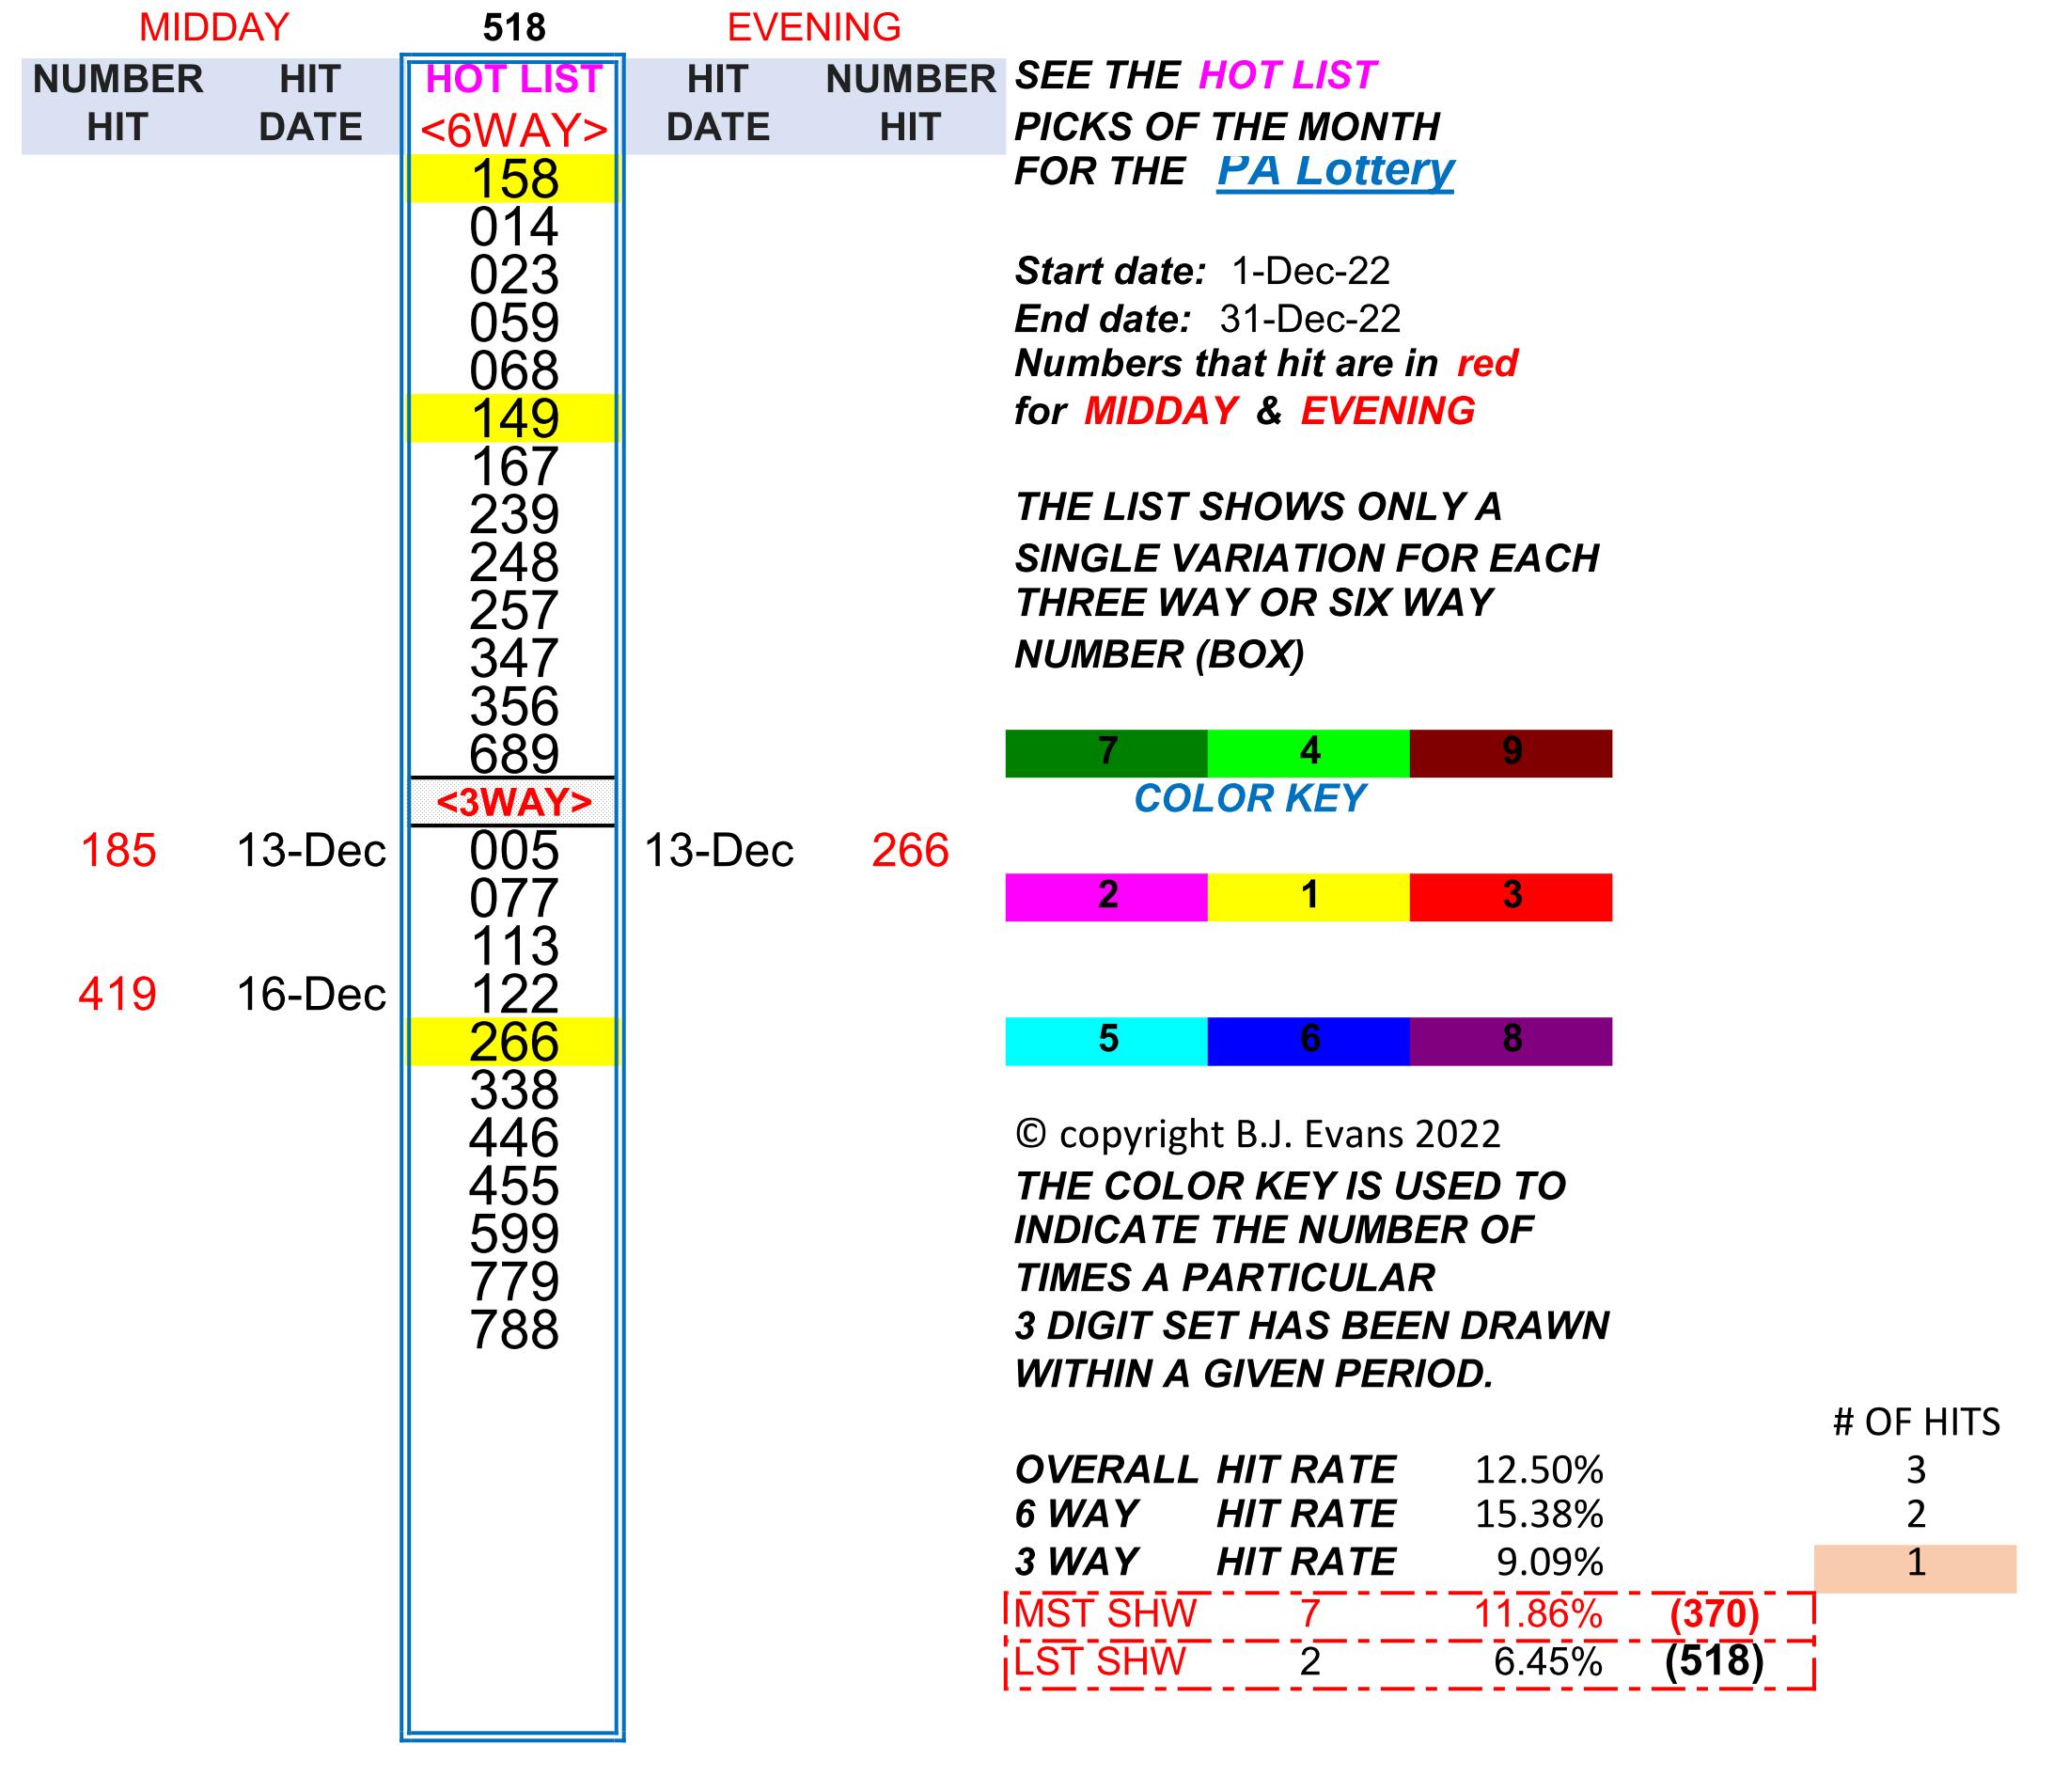 MIDDAY 518 EVENING
NUMBER HIT HOT LIST HIT NUMBER SEE THE HOT LIST
HIT DATE <6WAY> DATE HIT PICKS OF THE MONTH
158 FOR THE PA Lottery
014
023 Start date: 1-Dec-22
059 End date: 31-Dec-22
068 Numbers that hit are in red
149 for MIDDAY & EVENING
167
239 THE LIST SHOWS ONLY A
248 SINGLE VARIATION FOR EACH
257 THREE WAY OR SIX WAY
347 NUMBER (BOX)
356
689 7 4 9
<3WAY> COLOR KEY
185 13-Dec 005 13-Dec 266
077 2 1 3
113
419 16-Dec 122
266 5 6 8
338
446 © copyright B.J. Evans 2022
455 THE COLOR KEY IS USED TO
599 INDICATE THE NUMBER OF
779 TIMES A PARTICULAR
788 3 DIGIT SET HAS BEEN DRAWN
WITHIN A GIVEN PERIOD.
# OF HITS
OVERALL HIT RATE 12.50% 3
6 WAY HIT RATE 15.38% 2
3 WAY HIT RATE 9.09% 1
MST SHW 7 11.86% (370)
LST SHW 2 6.45% (518)